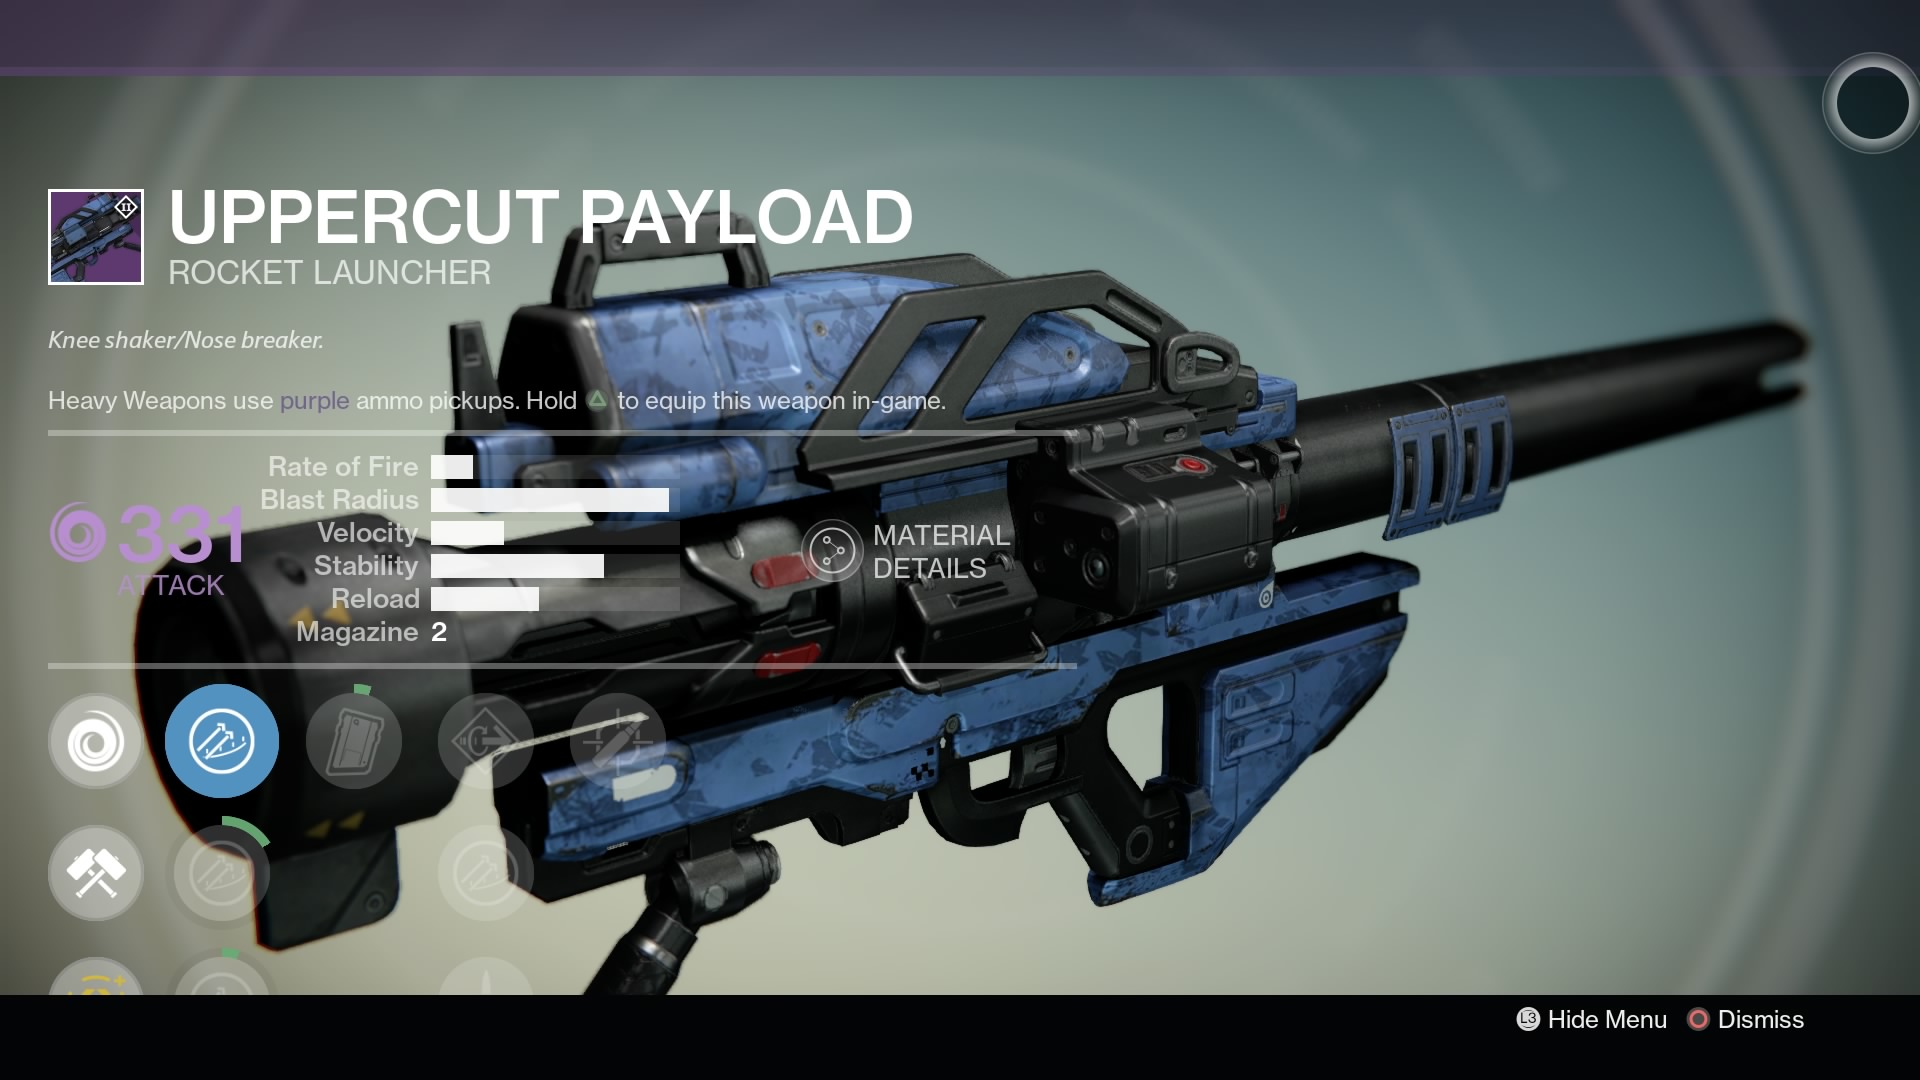 UPPERCUT PAYLOAD
ROCKET LAUNCHER
Knee shaker/Nose breaker.
Heavy Weapons use purple ammo pickups. Hold to equip this weapon in-game.
331
ATTACK
Rate of Fire
Blast Radius
Velocity
Stability
Reload
Magazine 2
MATERIAL
DETAILS
L3 Hide Menu Dismiss